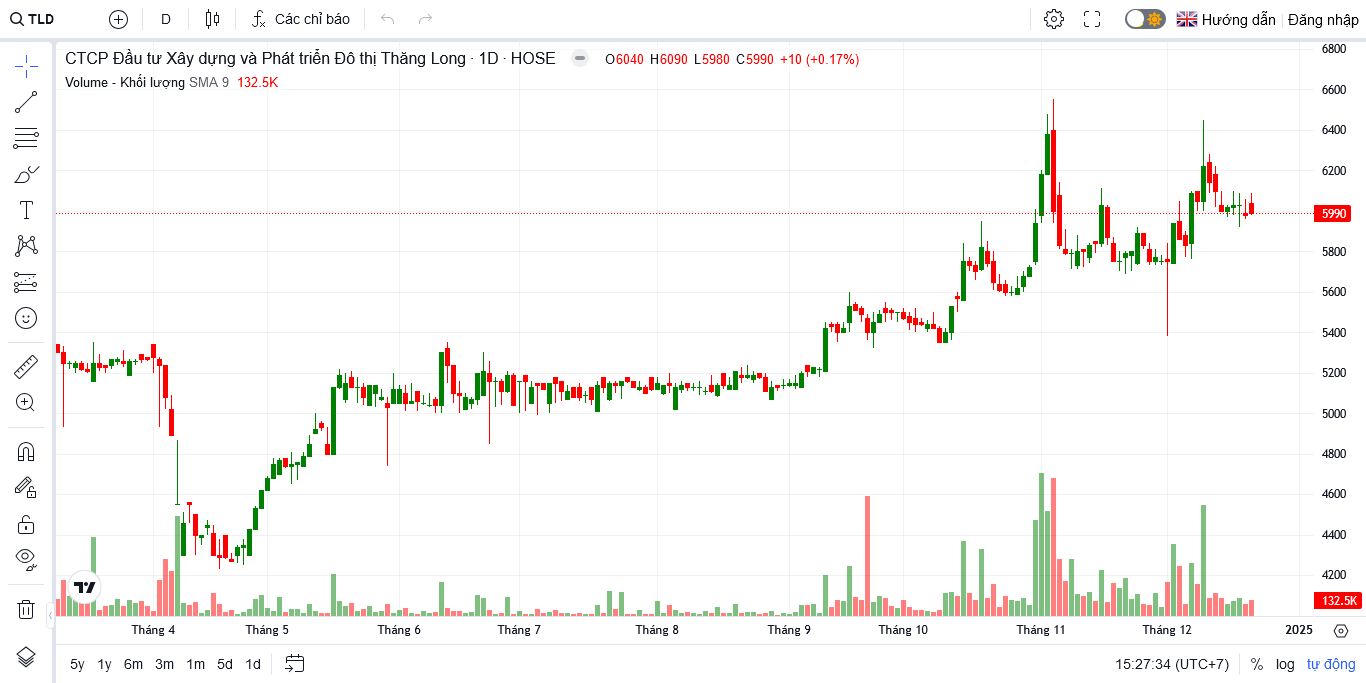 TLD D Các chỉ báo Hướng dẫn Đăng nhập
CTCP Đầu tư Xây dựng và Phát triển Đô thị Thăng Long · 1D · HOSE O6040 H6090 L5980 C5990 +10 (+0.17%)
Volume - Khối lượng SMA 9 132.5K
6800
6600
6400
6200
5990
5800
5600
5400
5200
5000
4800
4600
4400
4200
132.5K
Tháng 4 Tháng 5 Tháng 6 Tháng 7 Tháng 8 Tháng 9 Tháng 10 Tháng 11 Tháng 12 2025
5y 1y 6m 3m 1m 5d 1d 15:27:34 (UTC+7) % log tự động